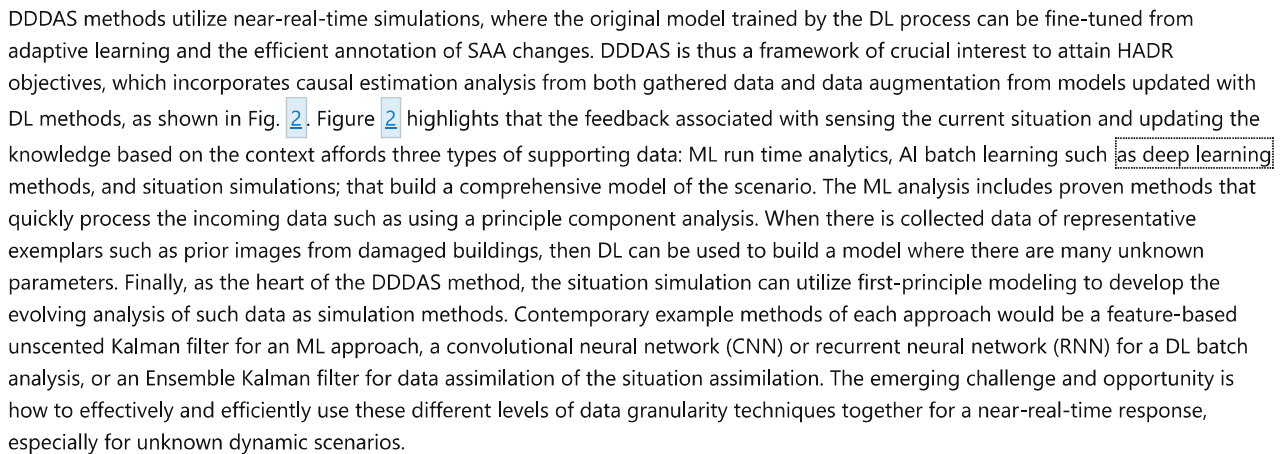 DDDAS methods utilize near-real-time simulations, where the original model trained by the DL process can be fine-tuned from
adaptive learning and the efficient annotation of SAA changes. DDDAS is thus a framework of crucial interest to attain HADR
objectives, which incorporates causal estimation analysis from both gathered data and data augmentation from models updated with
DL methods, as shown in Fig. 2. Figure 2 highlights that the feedback associated with sensing the current situation and updating the
knowledge based on the context affords three types of supporting data: ML run time analytics, AI batch learning such as deep learning
methods, and situation simulations; that build a comprehensive model of the scenario. The ML analysis includes proven methods that
quickly process the incoming data such as using a principle component analysis. When there is collected data of representative
exemplars such as prior images from damaged buildings, then DL can be used to build a model where there are many unknown
parameters. Finally, as the heart of the DDDAS method, the situation simulation can utilize first-principle modeling to develop the
evolving analysis of such data as simulation methods. Contemporary example methods of each approach would be a feature-based
unscented Kalman filter for an ML approach, a convolutional neural network (CNN) or recurrent neural network (RNN) for a DL batch
analysis, or an Ensemble Kalman filter for data assimilation of the situation assimilation. The emerging challenge and opportunity is
how to effectively and efficiently use these different levels of data granularity techniques together for a near-real-time response,
especially for unknown dynamic scenarios.